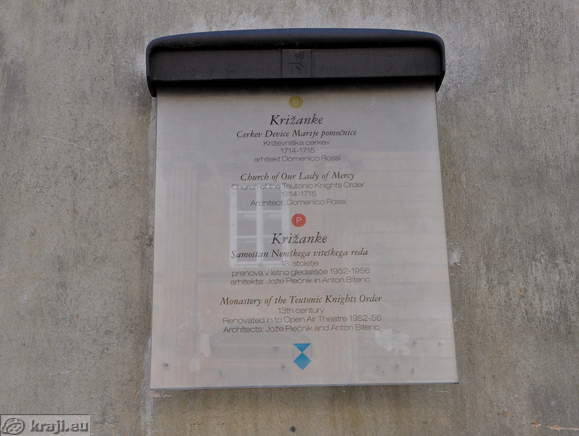 Križanke
Cerkev Device Marije pomočnice
Križevniška cerkev
1714-1715
arhitekt Domenico Rossi
Church of Our Lady of Mercy
Church of the Teutonic Knights Order
1714-1715
Architect: Domenico Rossi
P
Križanke
Samostan Nemškega viteškega reda
13. stoletje
prenova v letno gledališče 1952-1956
arhitekta: Jože Plečnik in Anton Bitenc
Monastery of the Teutonic Knights Order
13th century
Renovated in to Open Air Theatre 1952-56
Architects: Jože Plečnik and Anton Bitenc
kraji.eu